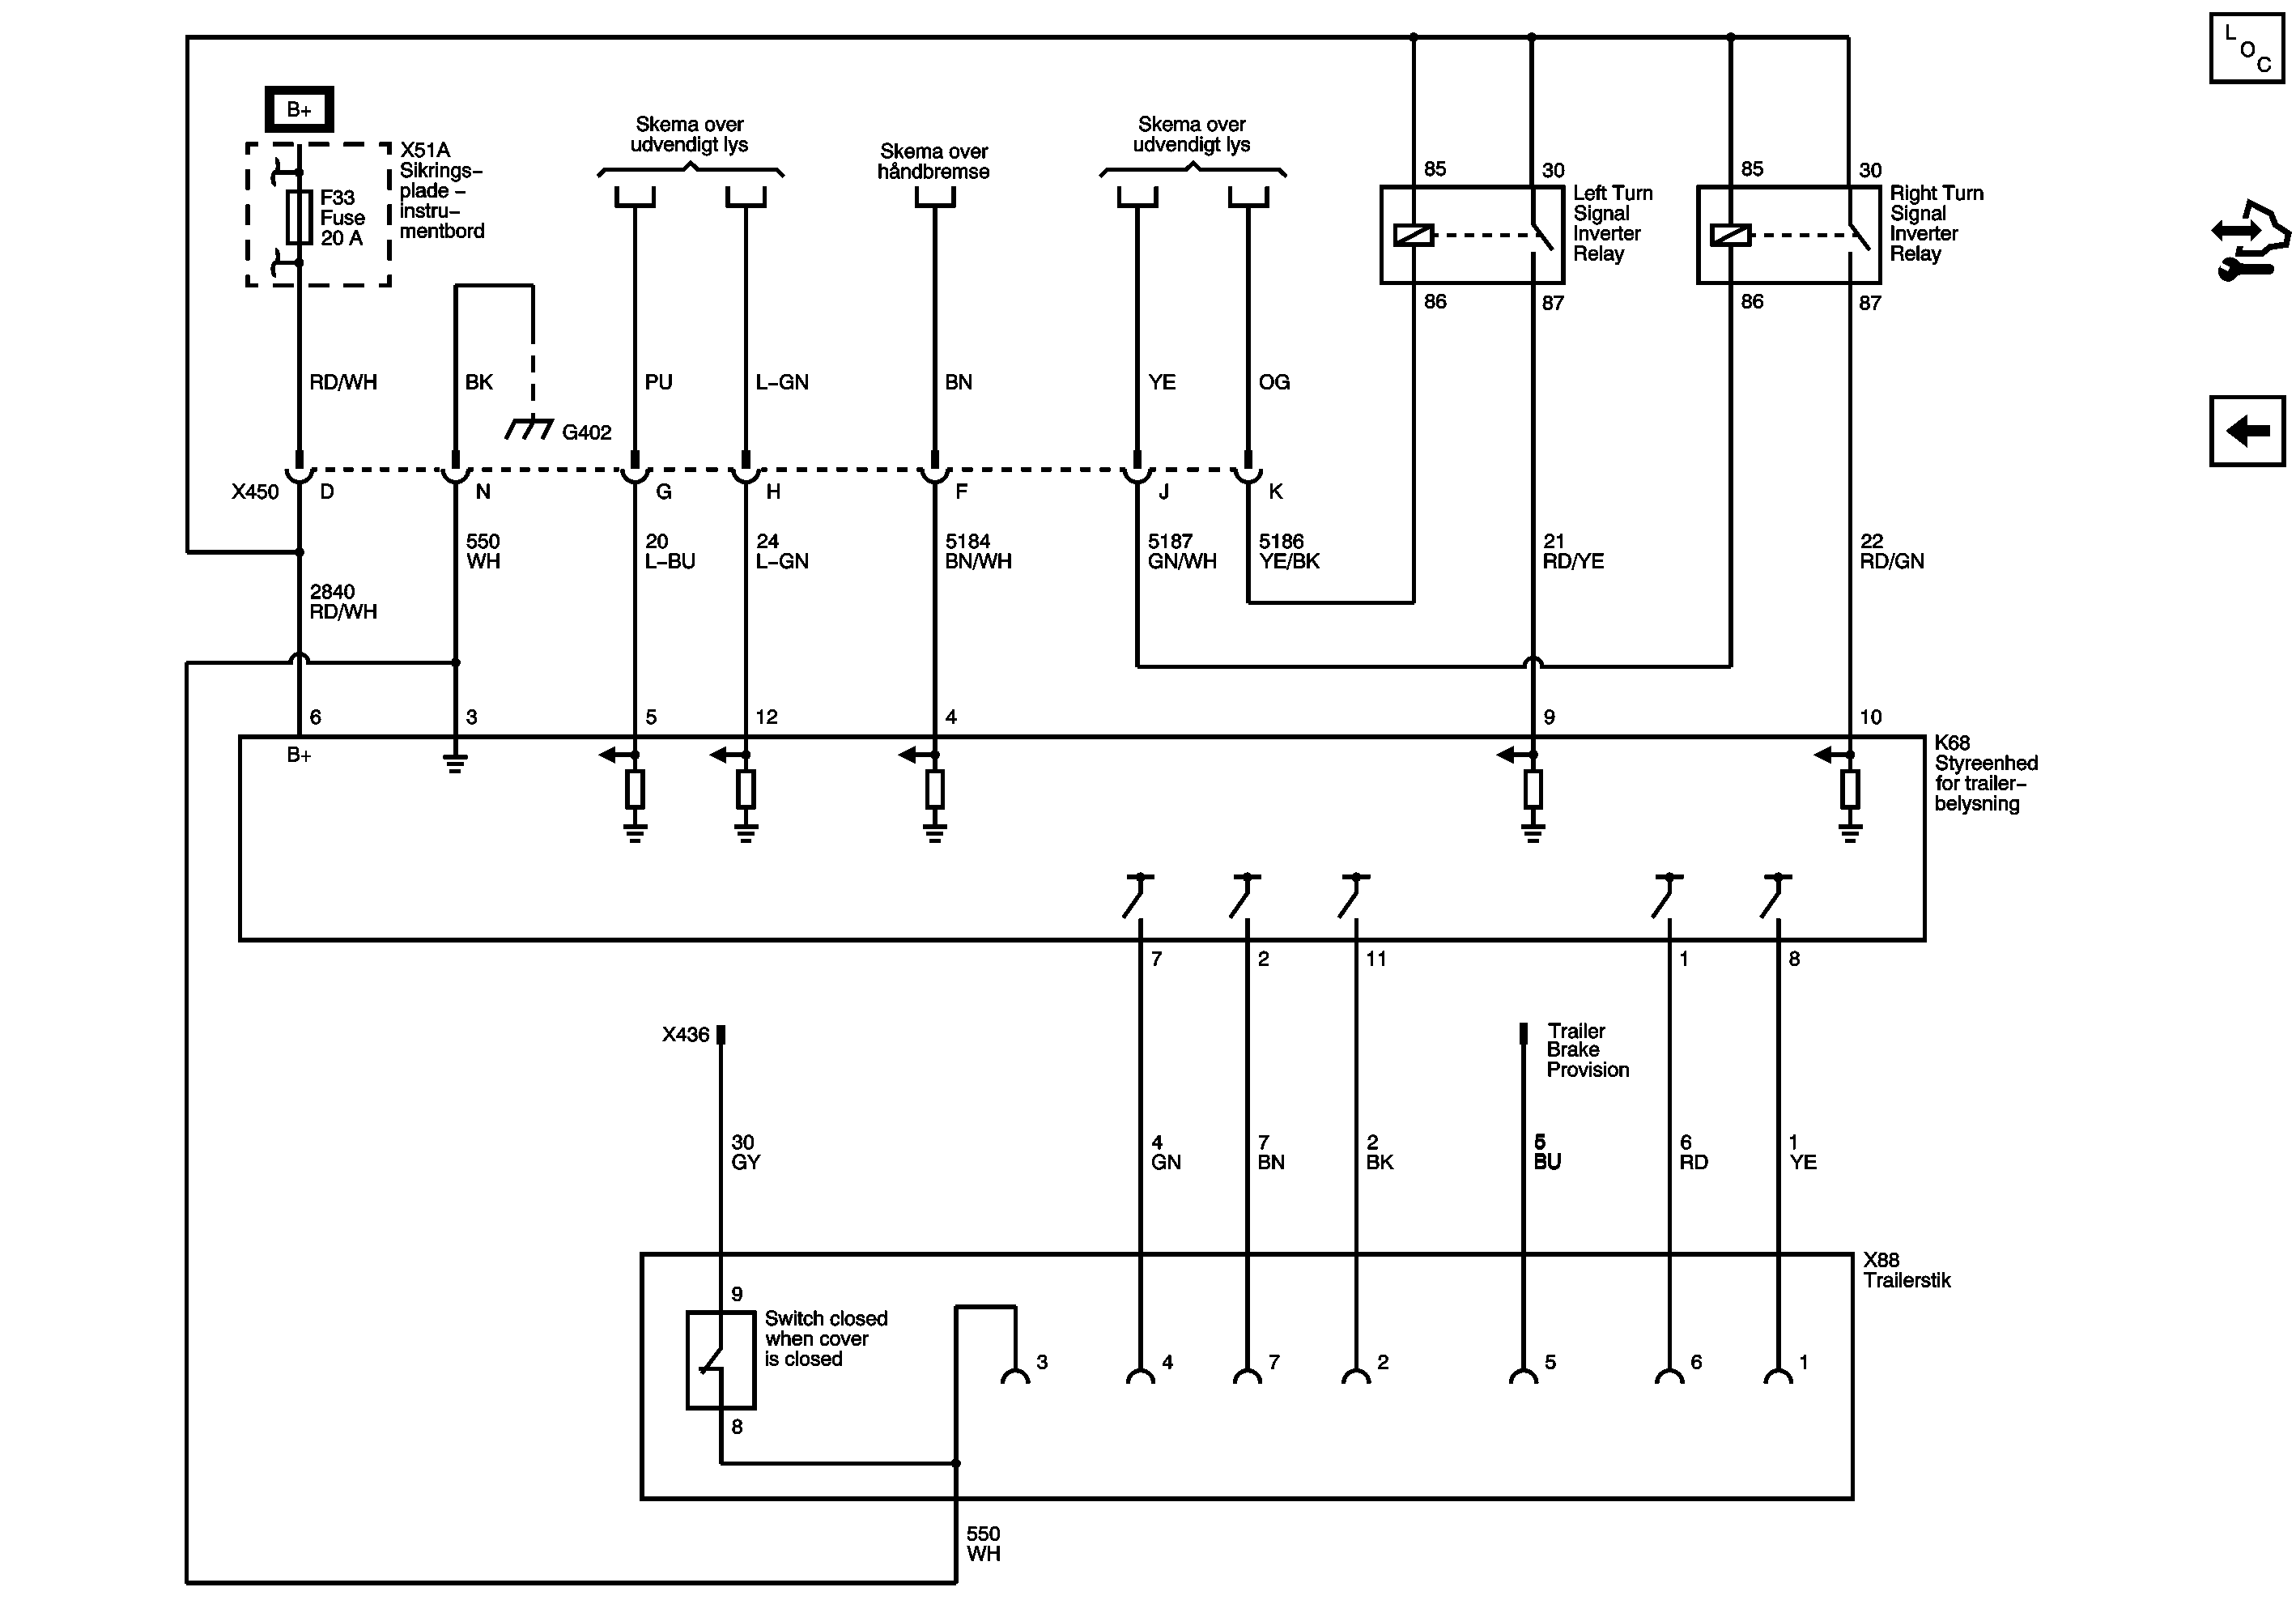 L
O
C
B+
X51A
Sikrings–
plade –
instru–
mentbord
F33
Fuse
20 A
Skema over
udvendigt lys
Skema over
håndbremse
Skema over
udvendigt lys
85
30
Left Turn
Signal
Inverter
Relay
86
87
85
30
Right Turn
Signal
Inverter
Relay
86
87
RD/WH
BK
G402
PU
L–GN
BN
YE
OG
X450
D
N
G
H
F
J
K
550
WH
20
L–BU
24
L–GN
5184
BN/WH
5187
GN/WH
5186
YE/BK
21
RD/YE
22
RD/GN
2840
RD/WH
6
3
5
12
4
9
10
B+
K68
Styreenhed
for trailer–
belysning
7
2
11
1
8
X436
Trailer
Brake
Provision
30
GY
4
GN
7
BN
2
BK
5
BU
6
RD
1
YE
X88
Trailerstik
9
Switch closed
when cover
is closed
8
3
4
7
2
5
6
1
550
WH